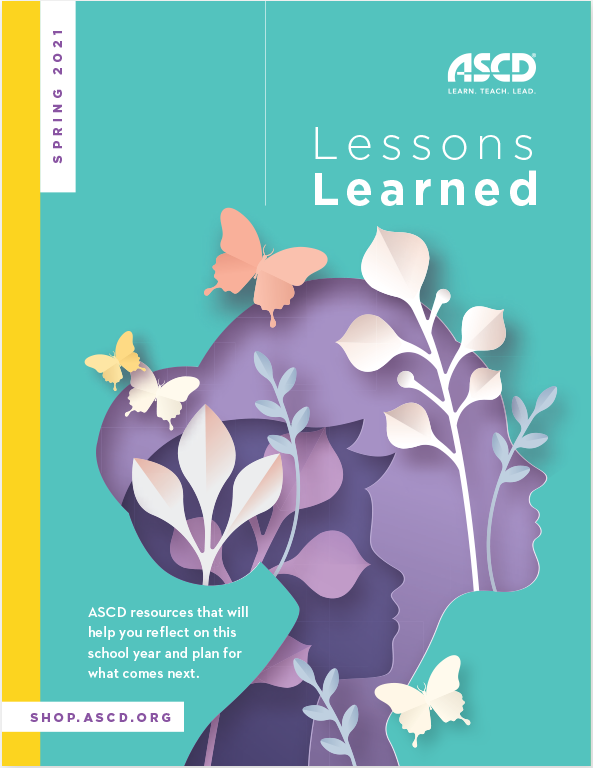 SPRING 2021
ASCD
LEARN. TEACH. LEAD.
Lessons
Learned
ASCD resources that will
help you reflect on this
school year and plan for
what comes next.
SHOP.ASCD.ORG